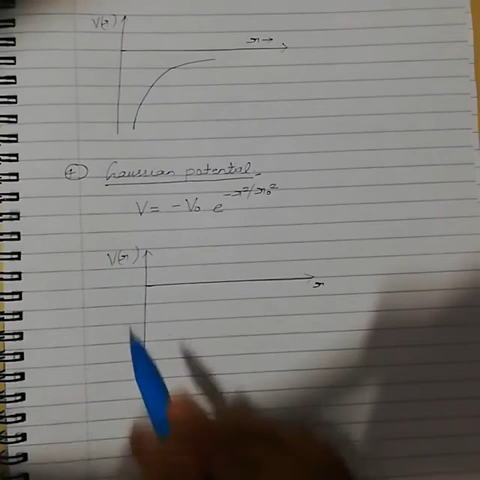 V(r)
r→
④ Gaussian potential.
V = -V₀ e^{-r²/r₀²}
V(r)
r